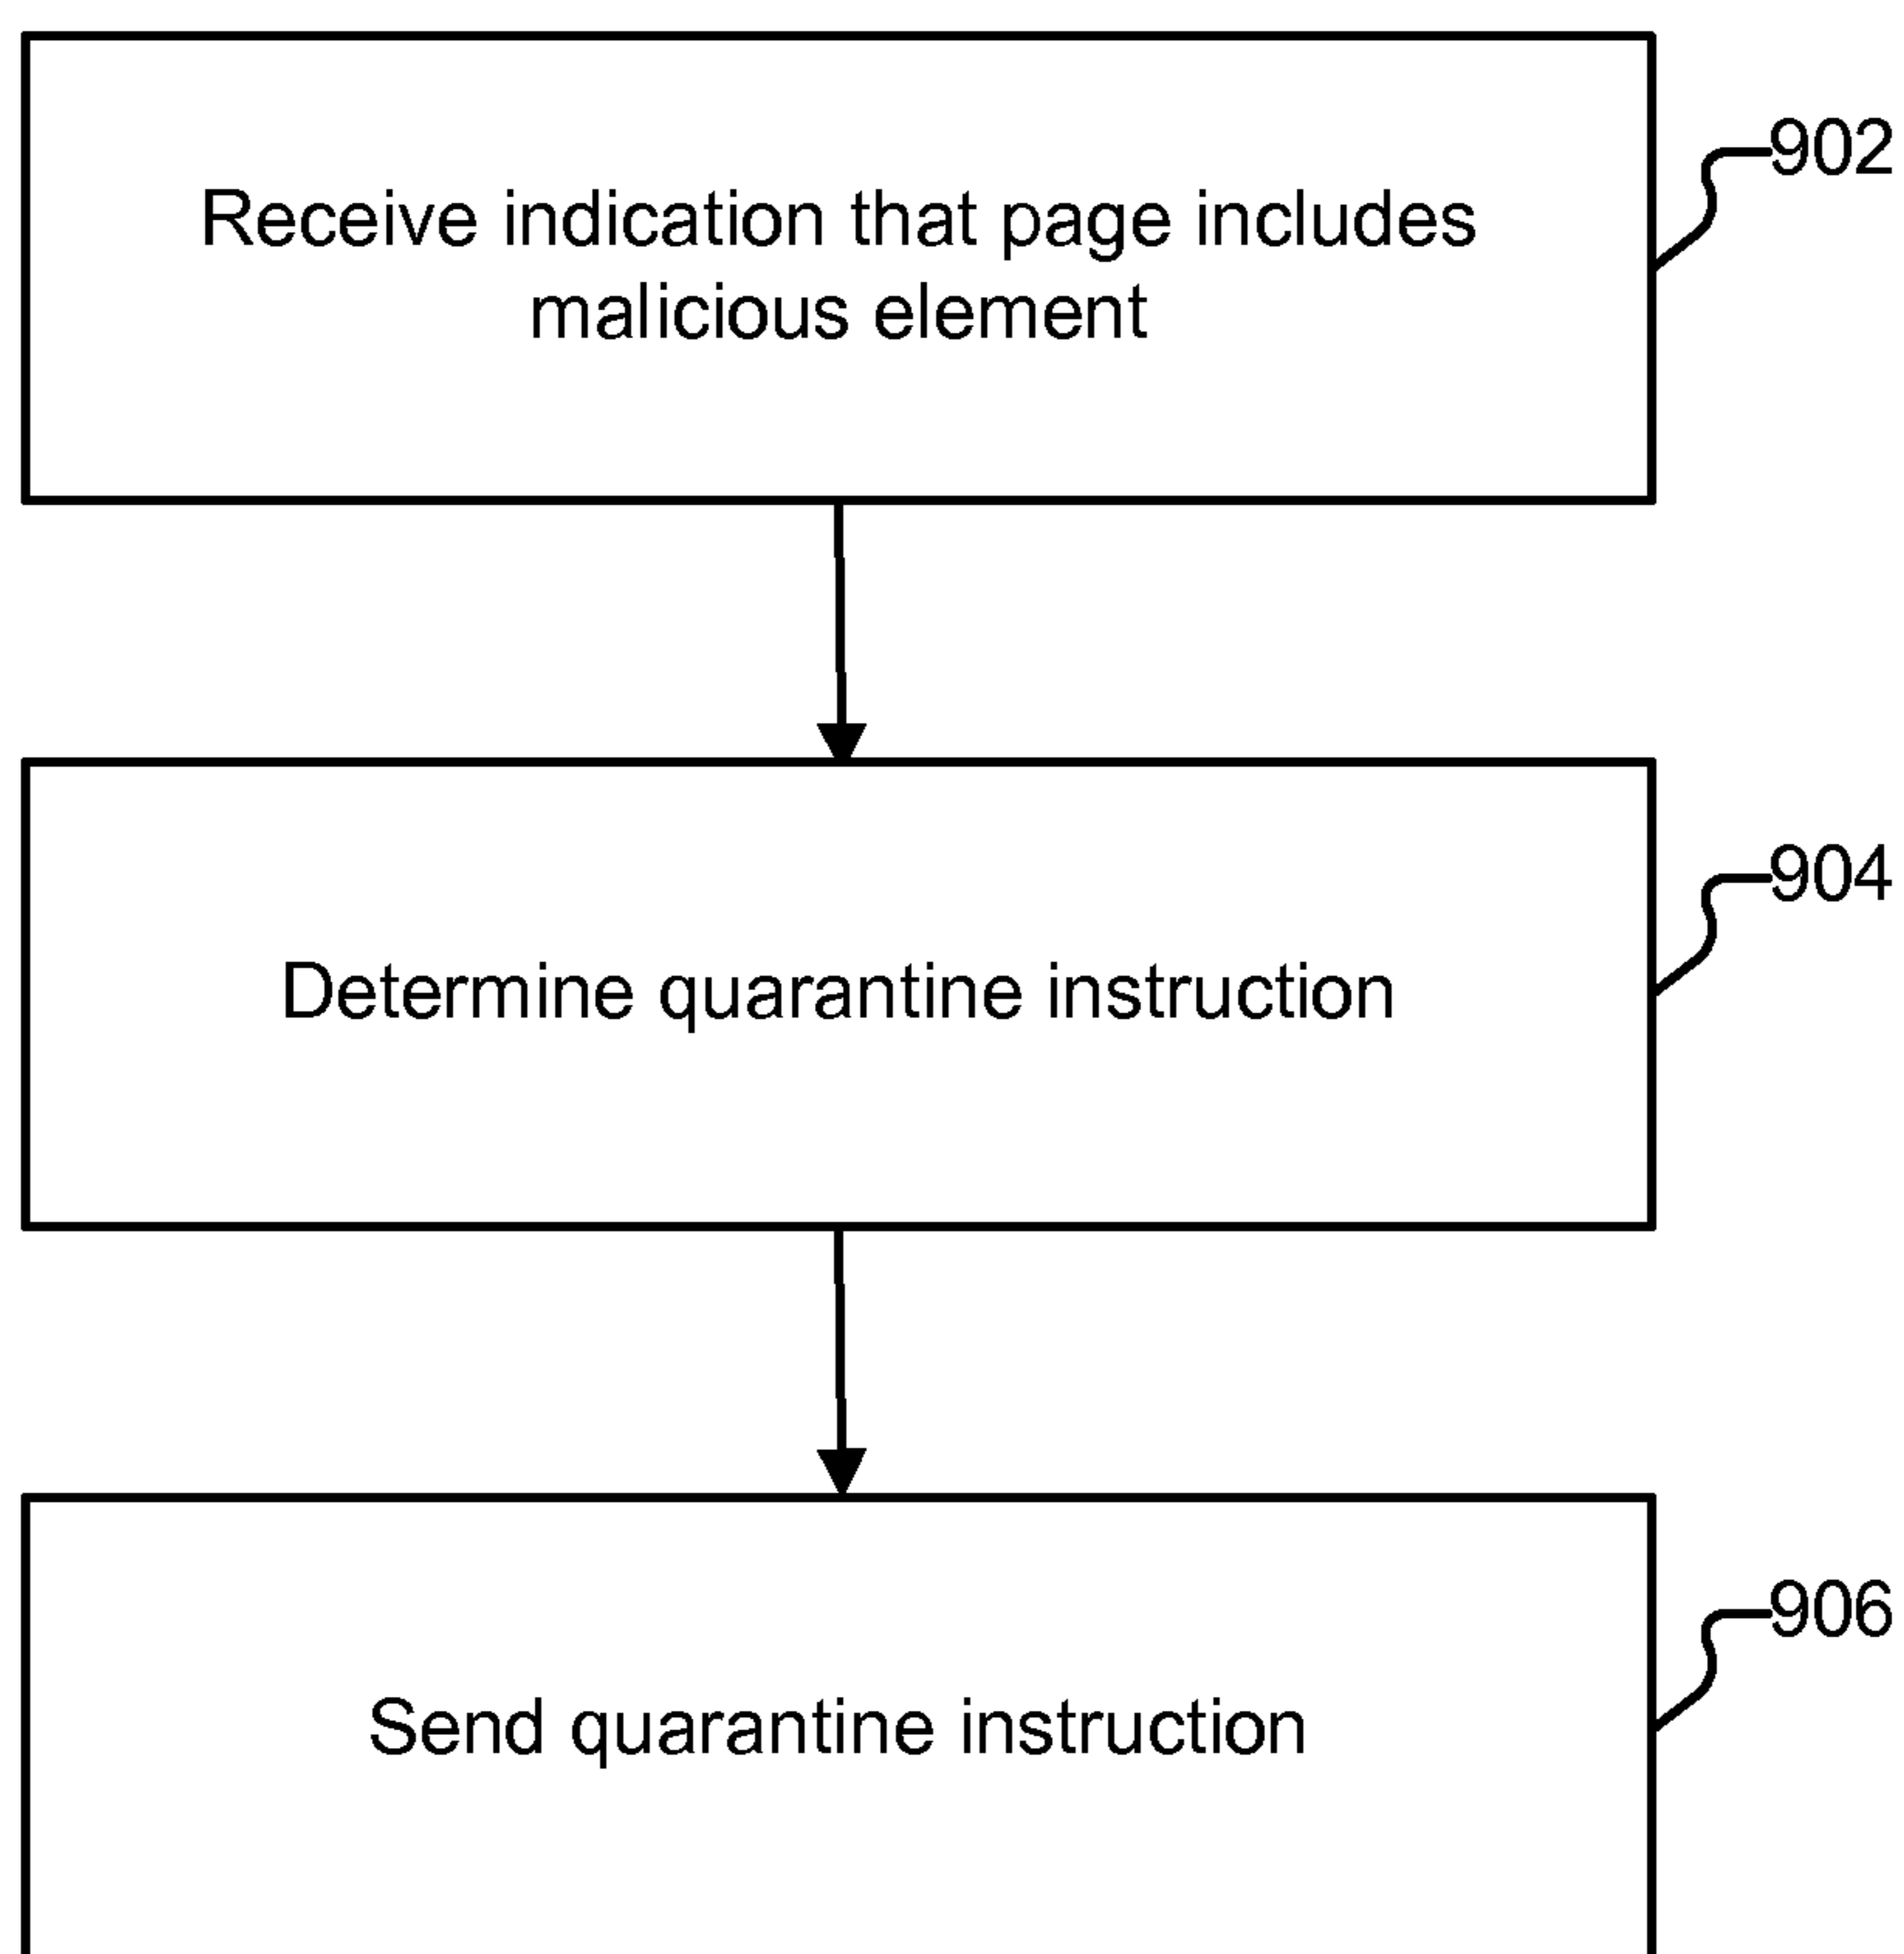 Receive indication that page includes
malicious element
902
Determine quarantine instruction
904
Send quarantine instruction
906